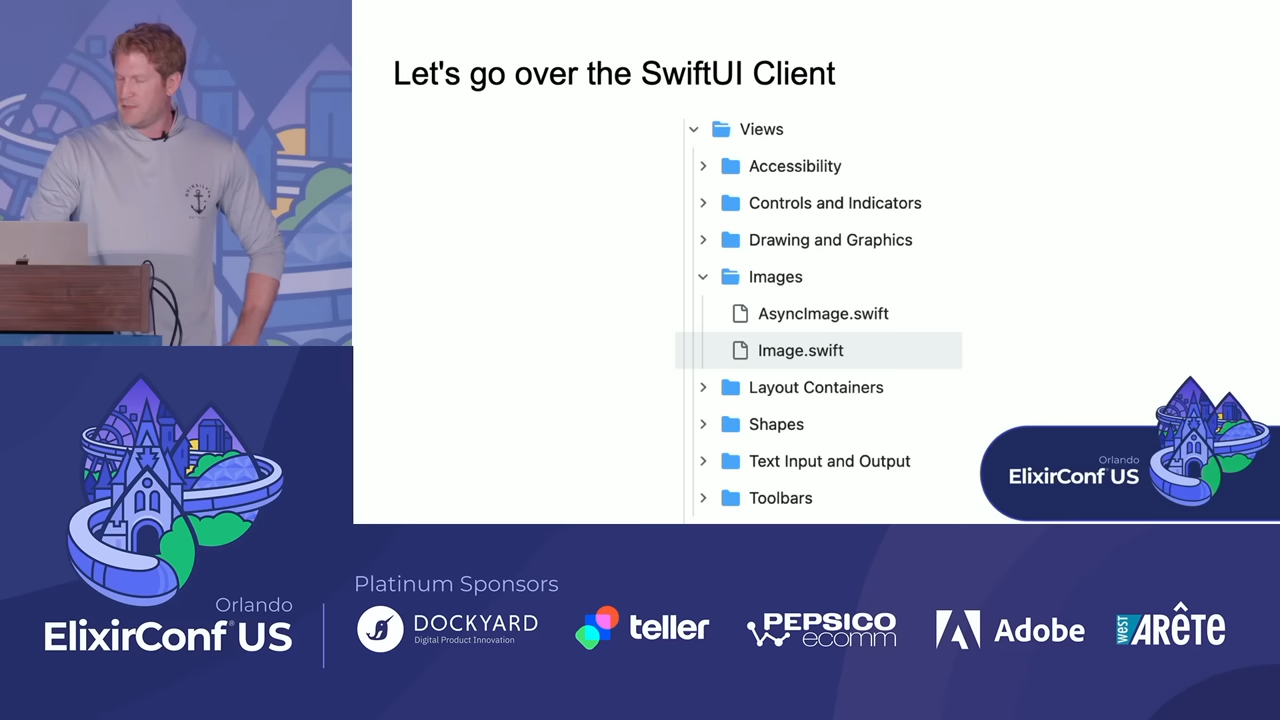 Let's go over the SwiftUI Client
Views
Accessibility
Controls and Indicators
Drawing and Graphics
Images
AsyncImage.swift
Image.swift
Layout Containers
Shapes
Text Input and Output
Toolbars
Orlando
ElixirConf US
Orlando
ElixirConf® US
Platinum Sponsors
DOCKYARD
Digital Product Innovation
teller
PEPSICO
ecomm
Adobe
west ARÊTE